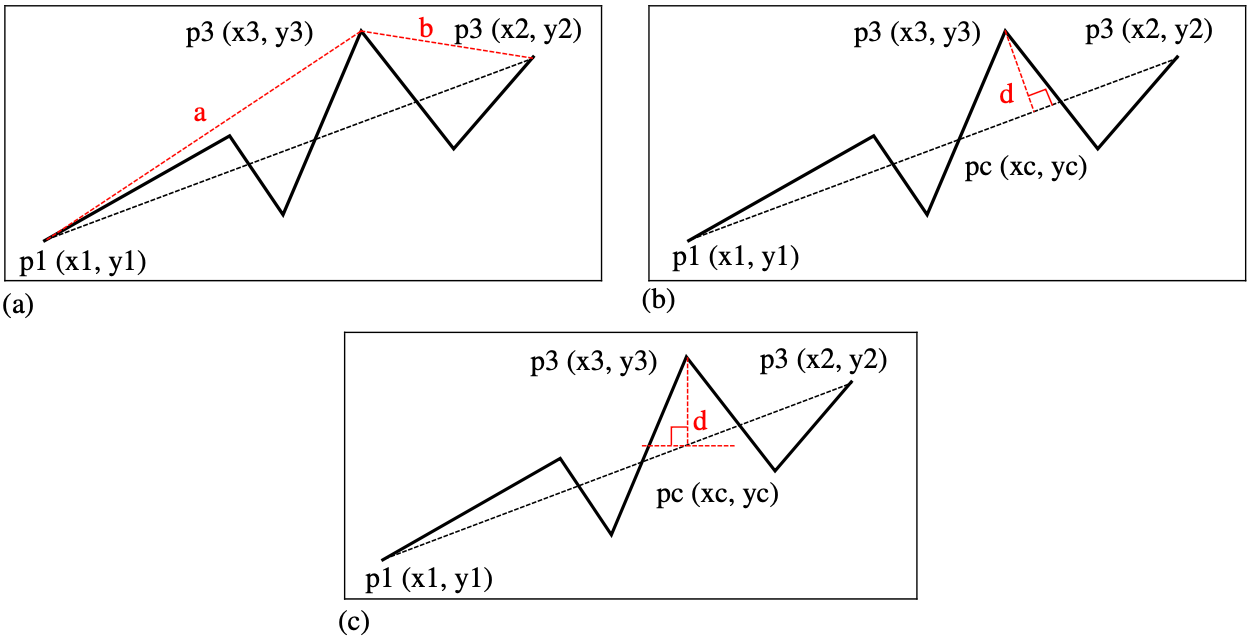 p3 (x3, y3)
b
p3 (x2, y2)
a
p1 (x1, y1)
(a)
p3 (x3, y3)
p3 (x2, y2)
d
pc (xc, yc)
p1 (x1, y1)
(b)
p3 (x3, y3)
p3 (x2, y2)
d
pc (xc, yc)
p1 (x1, y1)
(c)